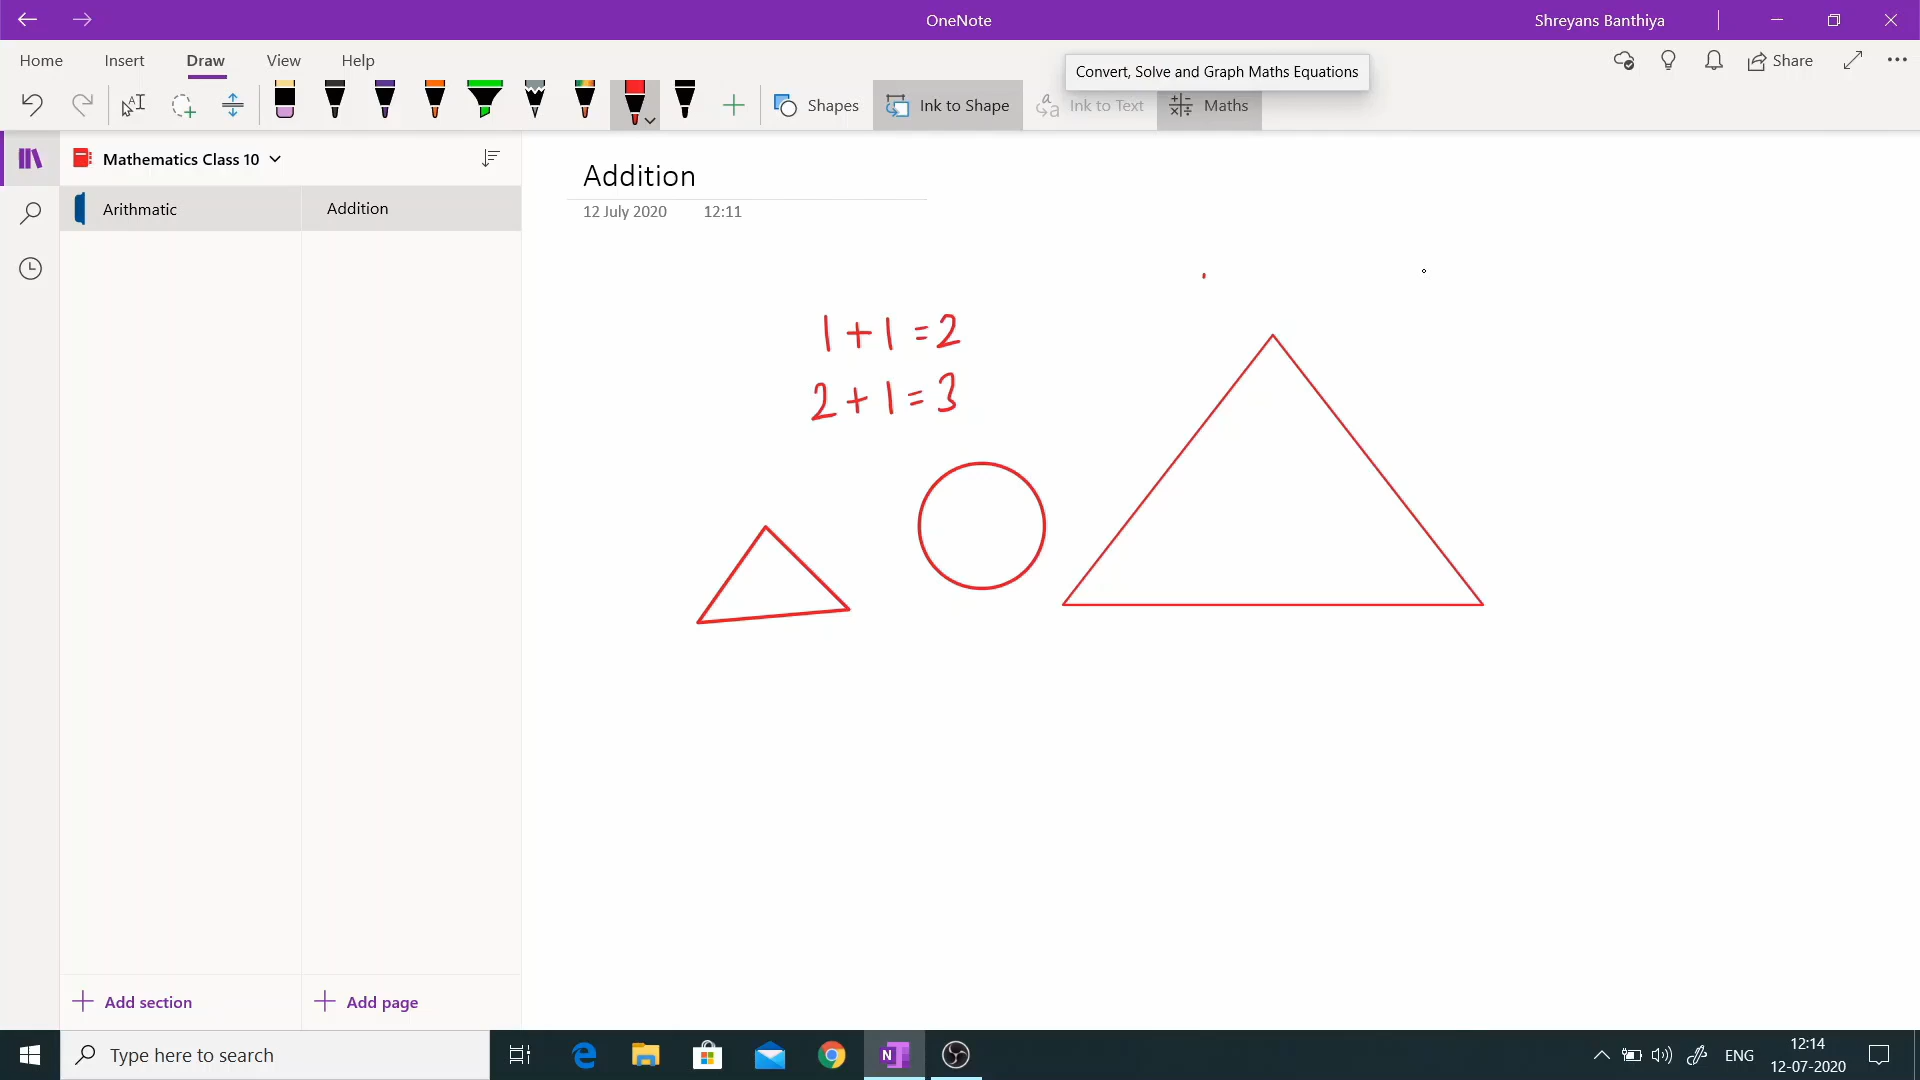 OneNote
Shreyans Banthiya
Home Insert Draw View Help
Convert, Solve and Graph Maths Equations
Share
Shapes
Ink to Shape
Ink to Text
Maths
Mathematics Class 10
Arithmatic
Addition
Addition
12 July 2020 12:11
1 + 1 = 2
2 + 1 = 3
Add section
Add page
Type here to search
ENG
12:14
12-07-2020